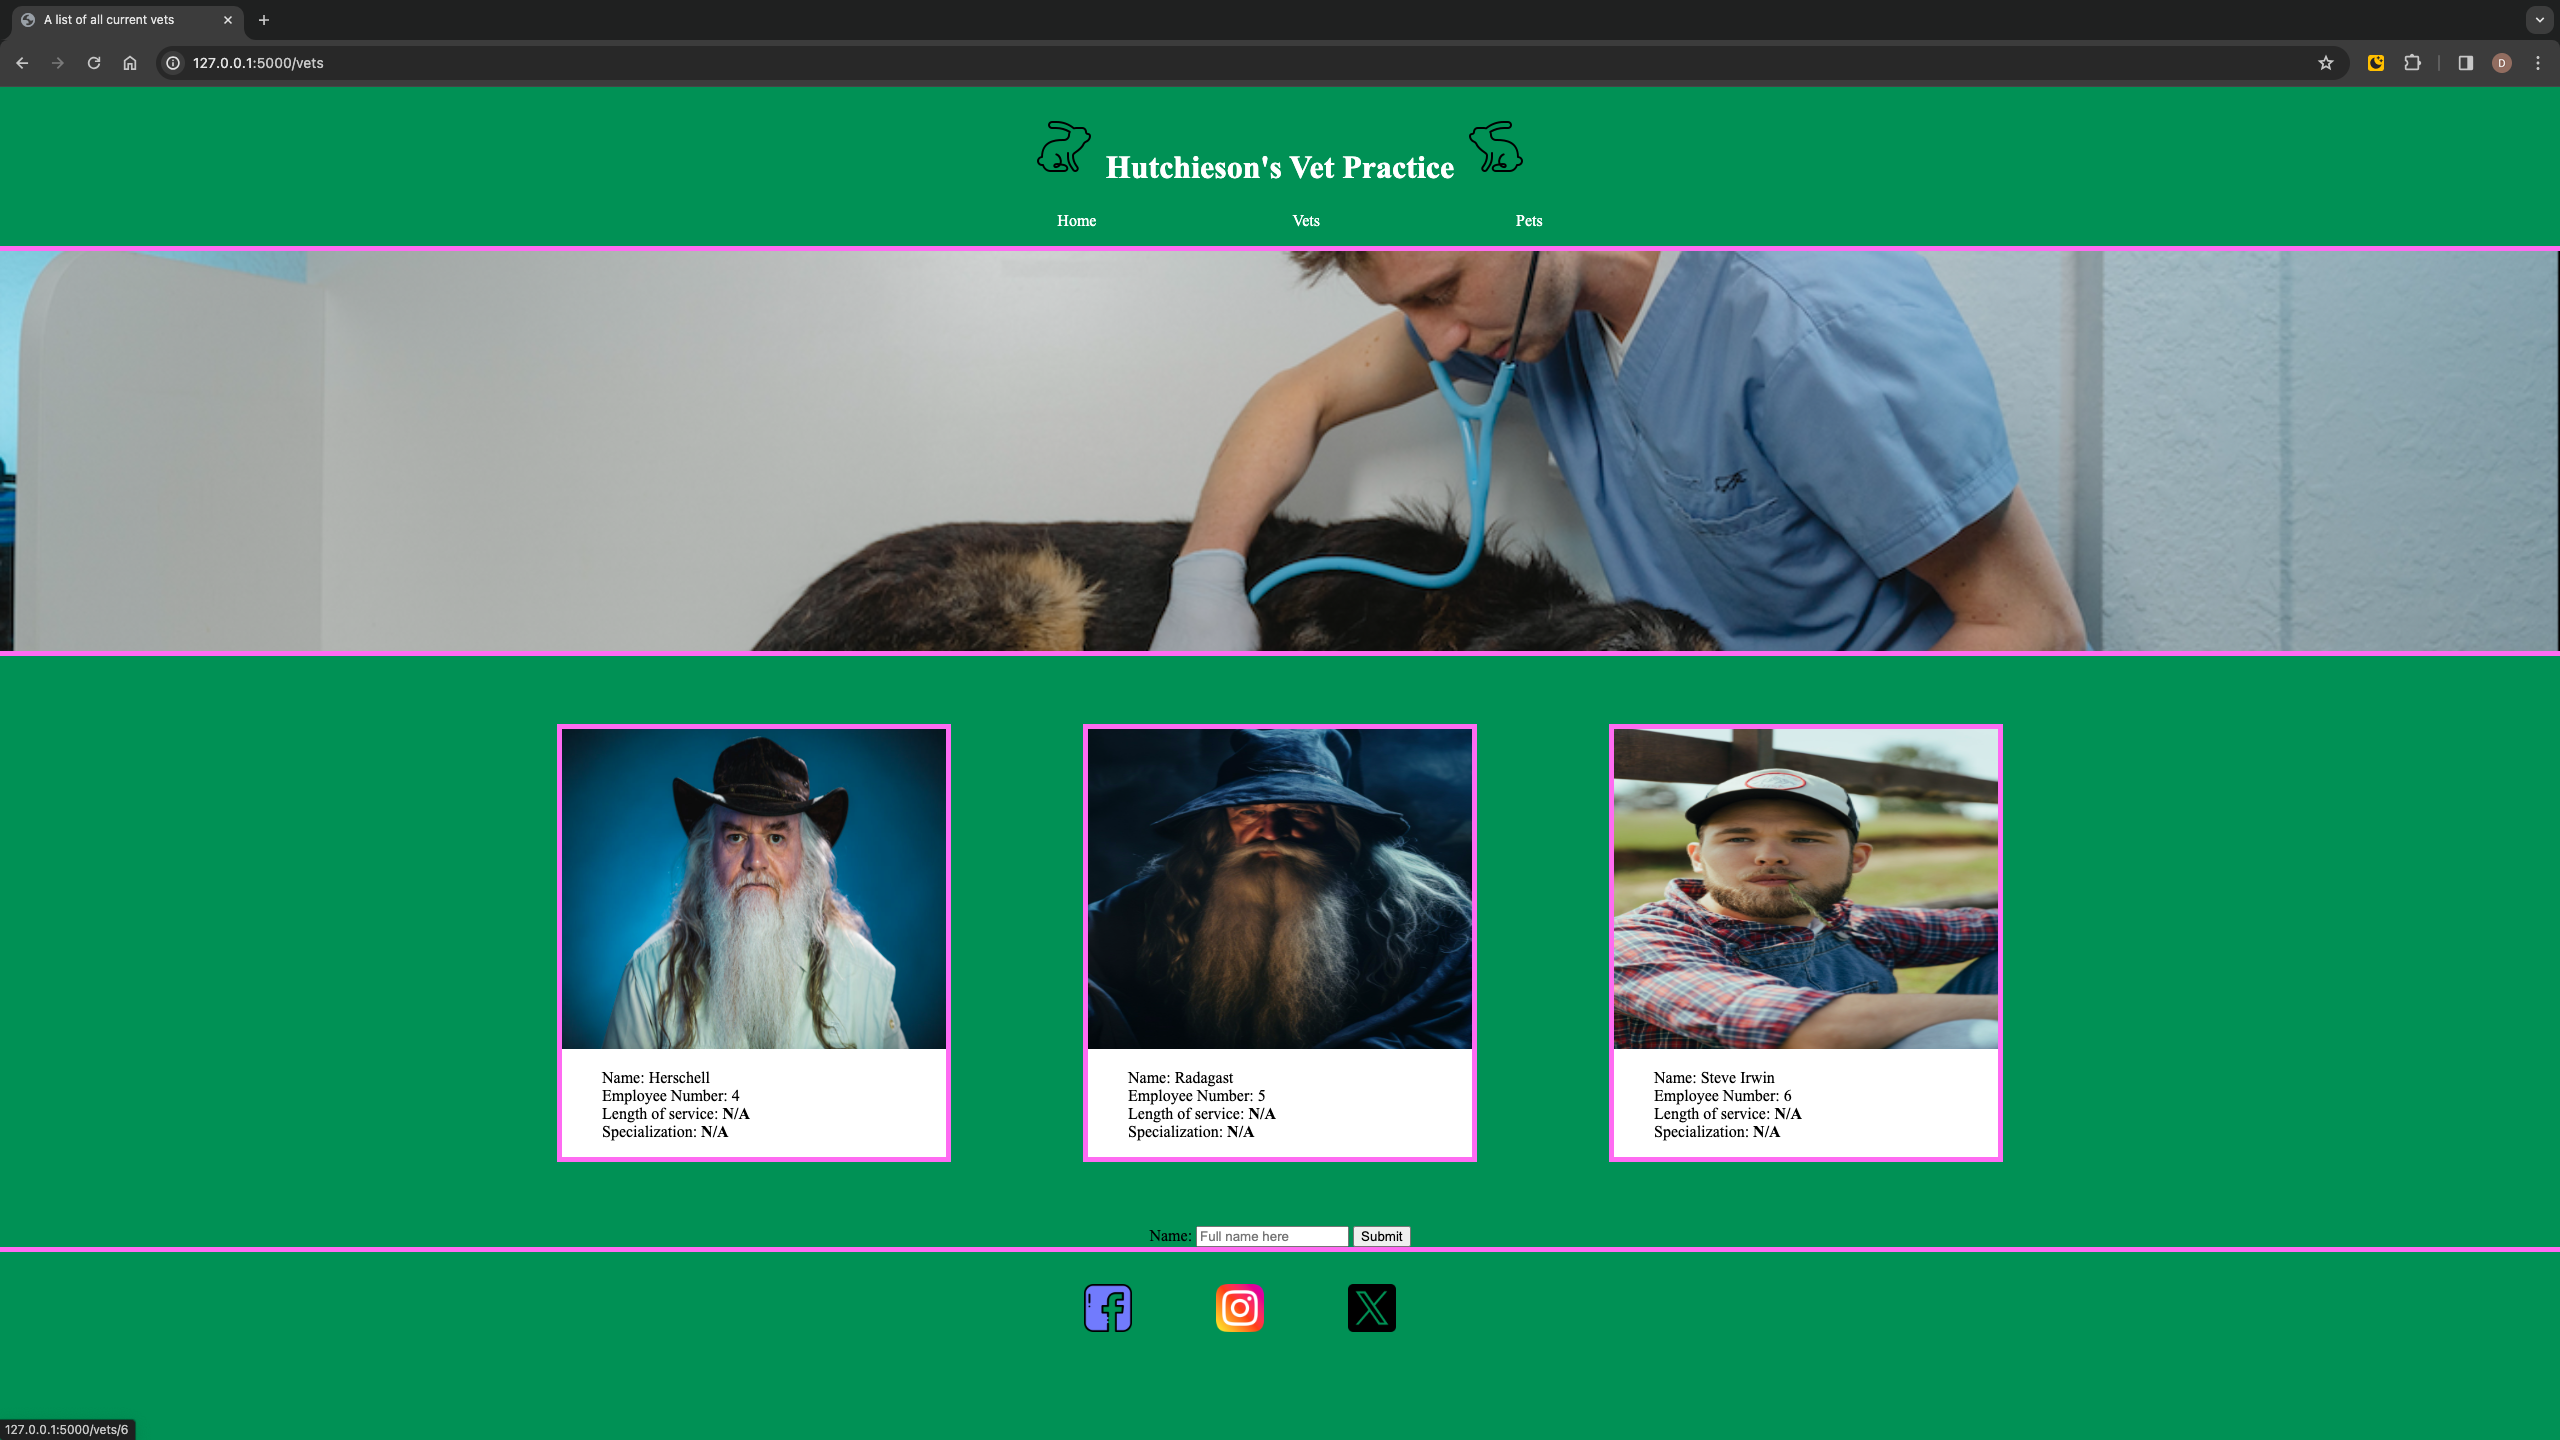 A list of all current vets
127.0.0.1:5000/vets
D
Hutchieson's Vet Practice
Home
Vets
Pets
Name: Herschell
Employee Number: 4
Length of service: N/A
Specialization: N/A
Name: Radagast
Employee Number: 5
Length of service: N/A
Specialization: N/A
Name: Steve Irwin
Employee Number: 6
Length of service: N/A
Specialization: N/A
Name: Full name here Submit
127.0.0.1:5000/vets/6